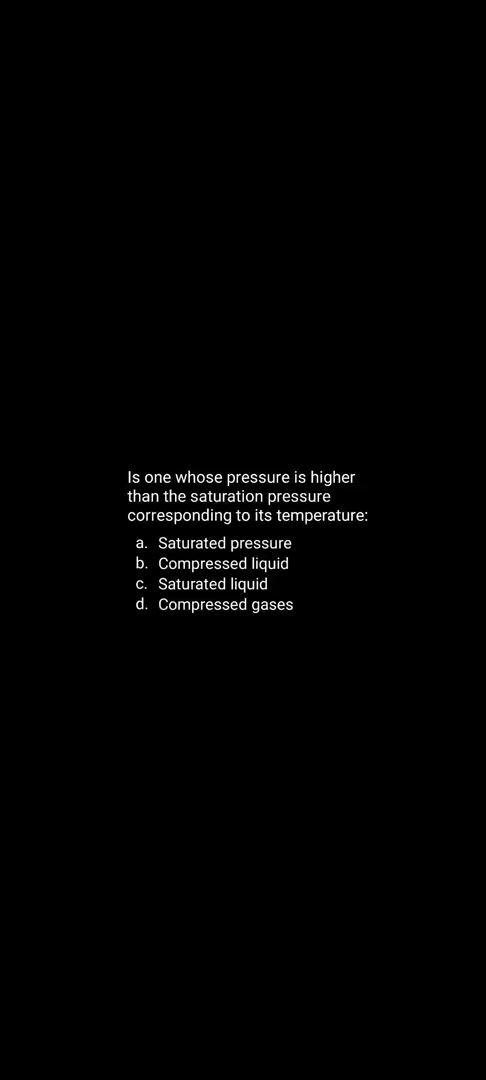 Is one whose pressure is higher
than the saturation pressure
corresponding to its temperature:
a. Saturated pressure
b. Compressed liquid
c. Saturated liquid
d. Compressed gases